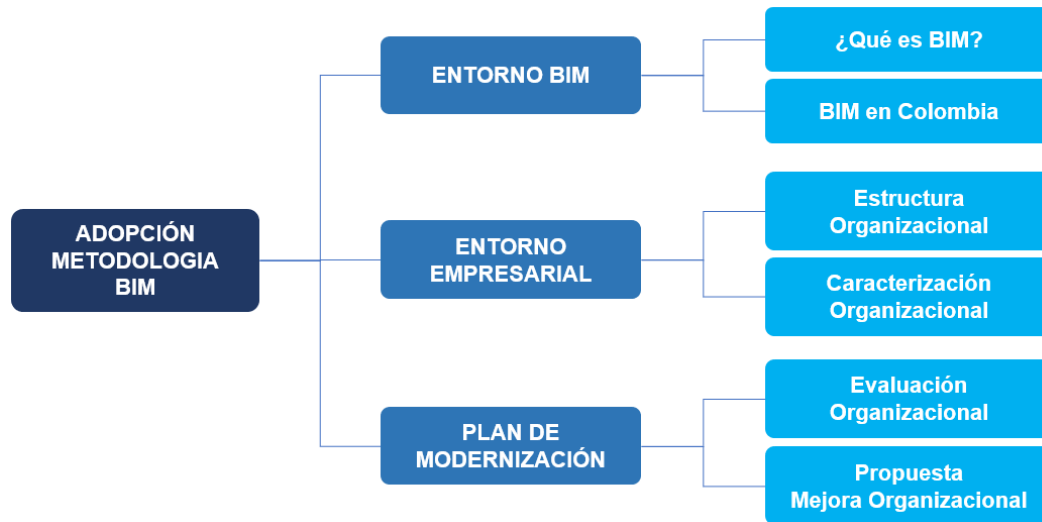 ADOPCIÓN
METODOLOGIA
BIM
ENTORNO BIM
¿Qué es BIM?
BIM en Colombia
ENTORNO
EMPRESARIAL
Estructura
Organizacional
Caracterización
Organizacional
PLAN DE
MODERNIZACIÓN
Evaluación
Organizacional
Propuesta
Mejora Organizacional